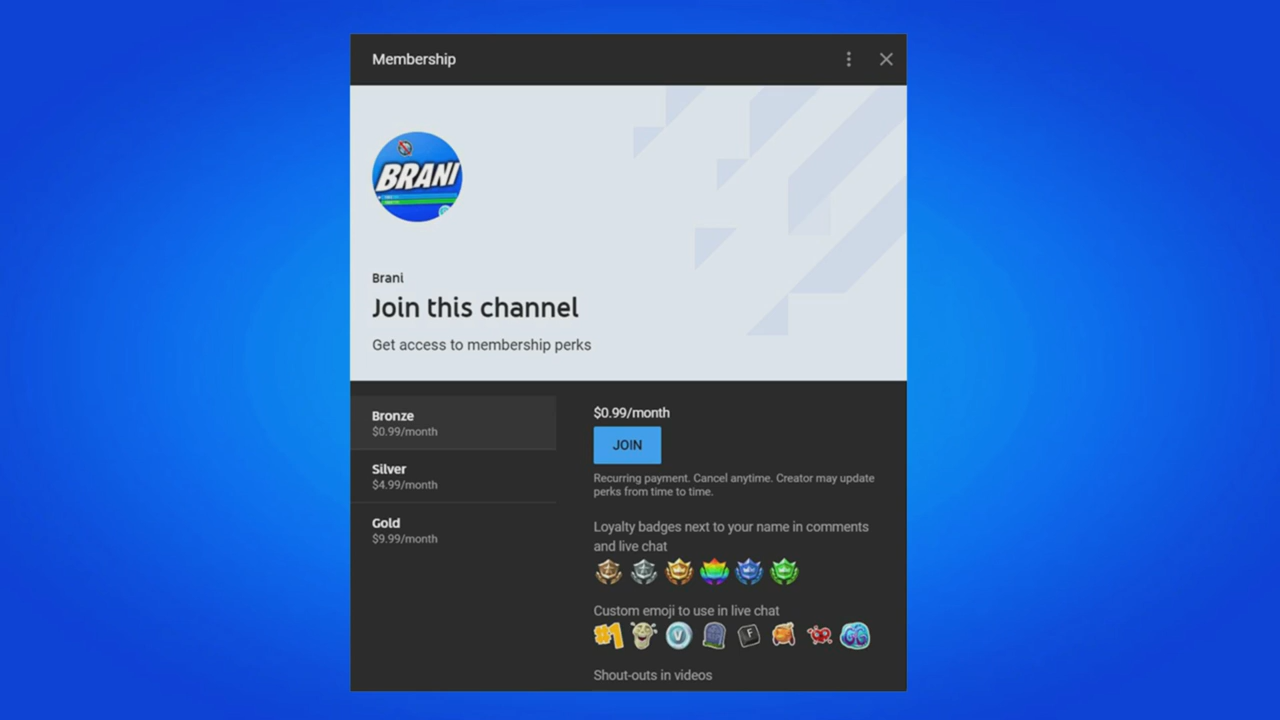 Membership
BRANI
Brani
Join this channel
Get access to membership perks
Bronze
$0.99/month
Silver
$4.99/month
Gold
$9.99/month
$0.99/month
JOIN
Recurring payment. Cancel anytime. Creator may update
perks from time to time.
Loyalty badges next to your name in comments
and live chat
Custom emoji to use in live chat
#1
V
F
GG
Shout-outs in videos